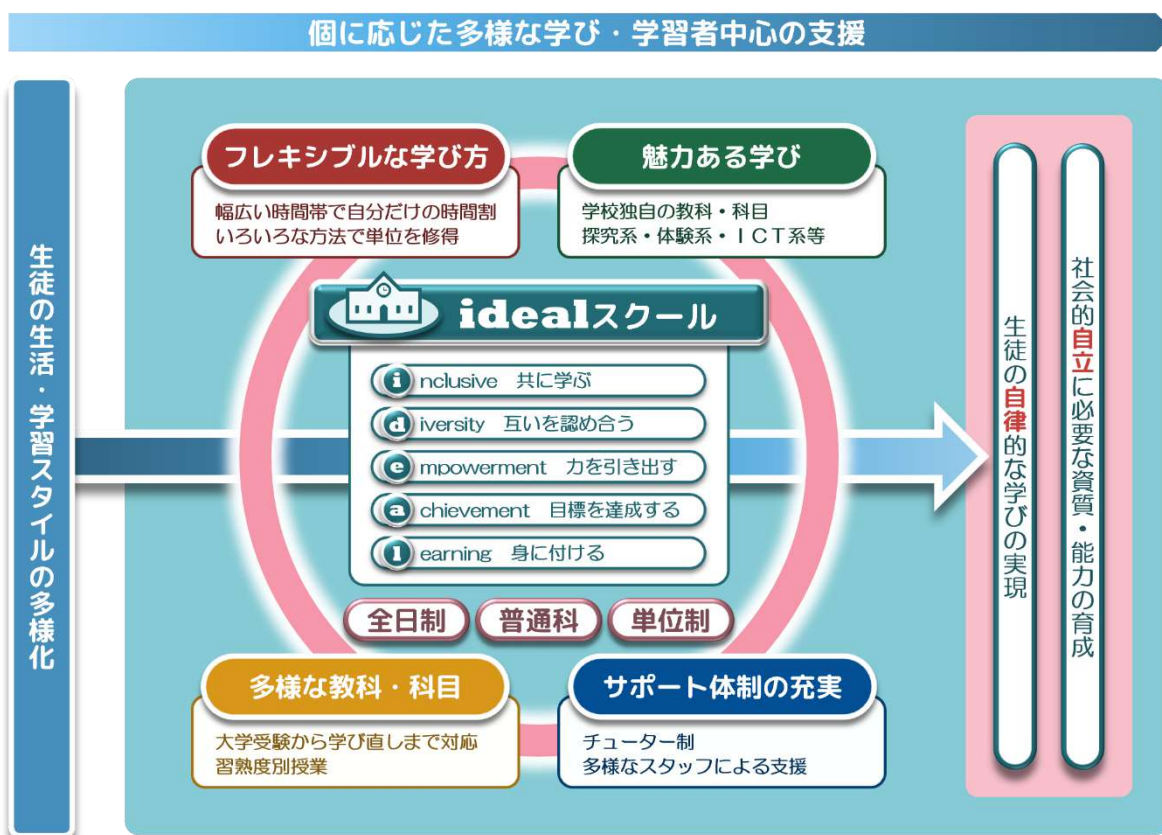 個に応じた多様な学び・学習者中心の支援
生徒の生活・学習スタイルの多様化
フレキシブルな学び方
幅広い時間帯で自分だけの時間割
いろいろな方法で単位を修得
魅力ある学び
学校独自の教科・科目
探究系・体験系・ICT系等
idealスクール
inclusive 共に学ぶ
diversity 互いを認め合う
empowerment 力を引き出す
achievement 目標を達成する
learning 身に付ける
全日制 普通科 単位制
多様な教科・科目
大学受験から学び直しまで対応
習熟度別授業
サポート体制の充実
チューター制
多様なスタッフによる支援
社会的自立に必要な資質・能力の育成
生徒の自律的な学びの実現